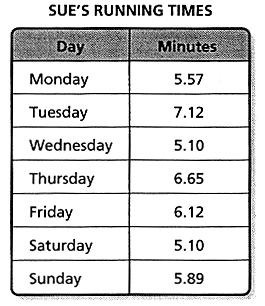 SUE'S RUNNING TIMES
Day Minutes
Monday 5.57
Tuesday 7.12
Wednesday 5.10
Thursday 6.65
Friday 6.12
Saturday 5.10
Sunday 5.89